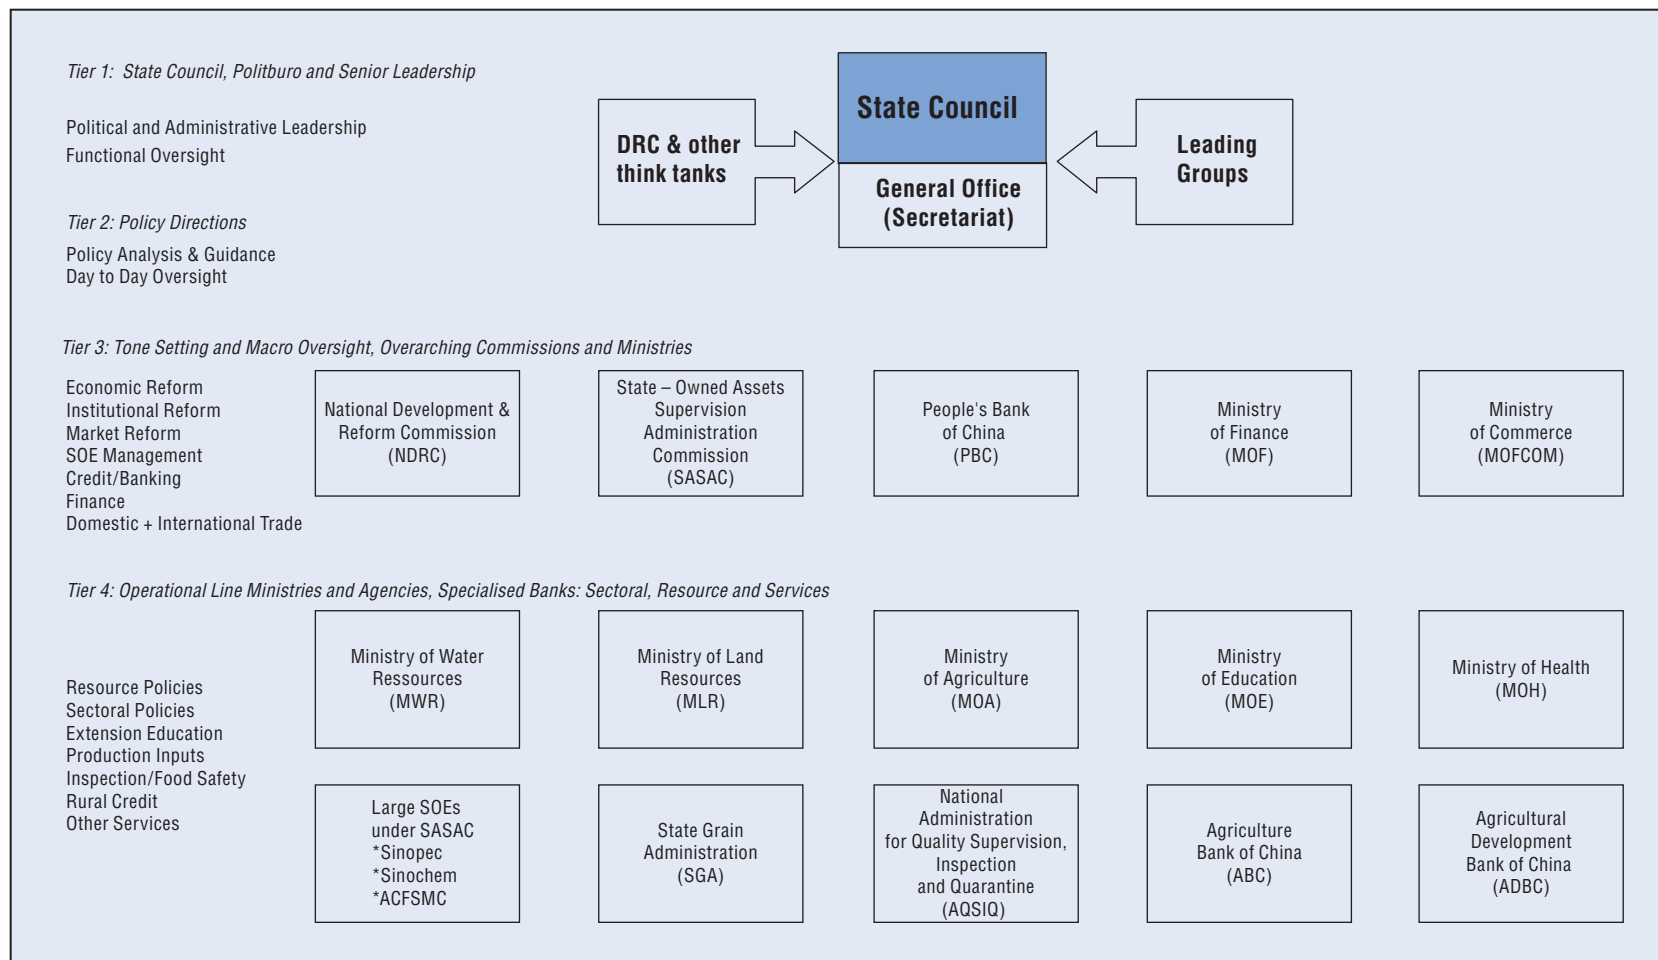 Tier 1: State Council, Politburo and Senior Leadership
Political and Administrative Leadership
Functional Oversight
DRC & other
think tanks
State Council
General Office
(Secretariat)
Leading
Groups
Tier 2: Policy Directions
Policy Analysis & Guidance
Day to Day Oversight
Tier 3: Tone Setting and Macro Oversight, Overarching Commissions and Ministries
Economic Reform
Institutional Reform
Market Reform
SOE Management
Credit/Banking
Finance
Domestic + International Trade
National Development &
Reform Commission
(NDRC)
State – Owned Assets
Supervision
Administration
Commission
(SASAC)
People's Bank
of China
(PBC)
Ministry
of Finance
(MOF)
Ministry
of Commerce
(MOFCOM)
Tier 4: Operational Line Ministries and Agencies, Specialised Banks: Sectoral, Resource and Services
Resource Policies
Sectoral Policies
Extension Education
Production Inputs
Inspection/Food Safety
Rural Credit
Other Services
Ministry of Water
Ressources
(MWR)
Ministry of Land
Resources
(MLR)
Ministry
of Agriculture
(MOA)
Ministry
of Education
(MOE)
Ministry of Health
(MOH)
Large SOEs
under SASAC
*Sinopec
*Sinochem
*ACFSMC
State Grain
Administration
(SGA)
National
Administration
for Quality Supervision,
Inspection
and Quarantine
(AQSIQ)
Agriculture
Bank of China
(ABC)
Agricultural
Development
Bank of China
(ADBC)